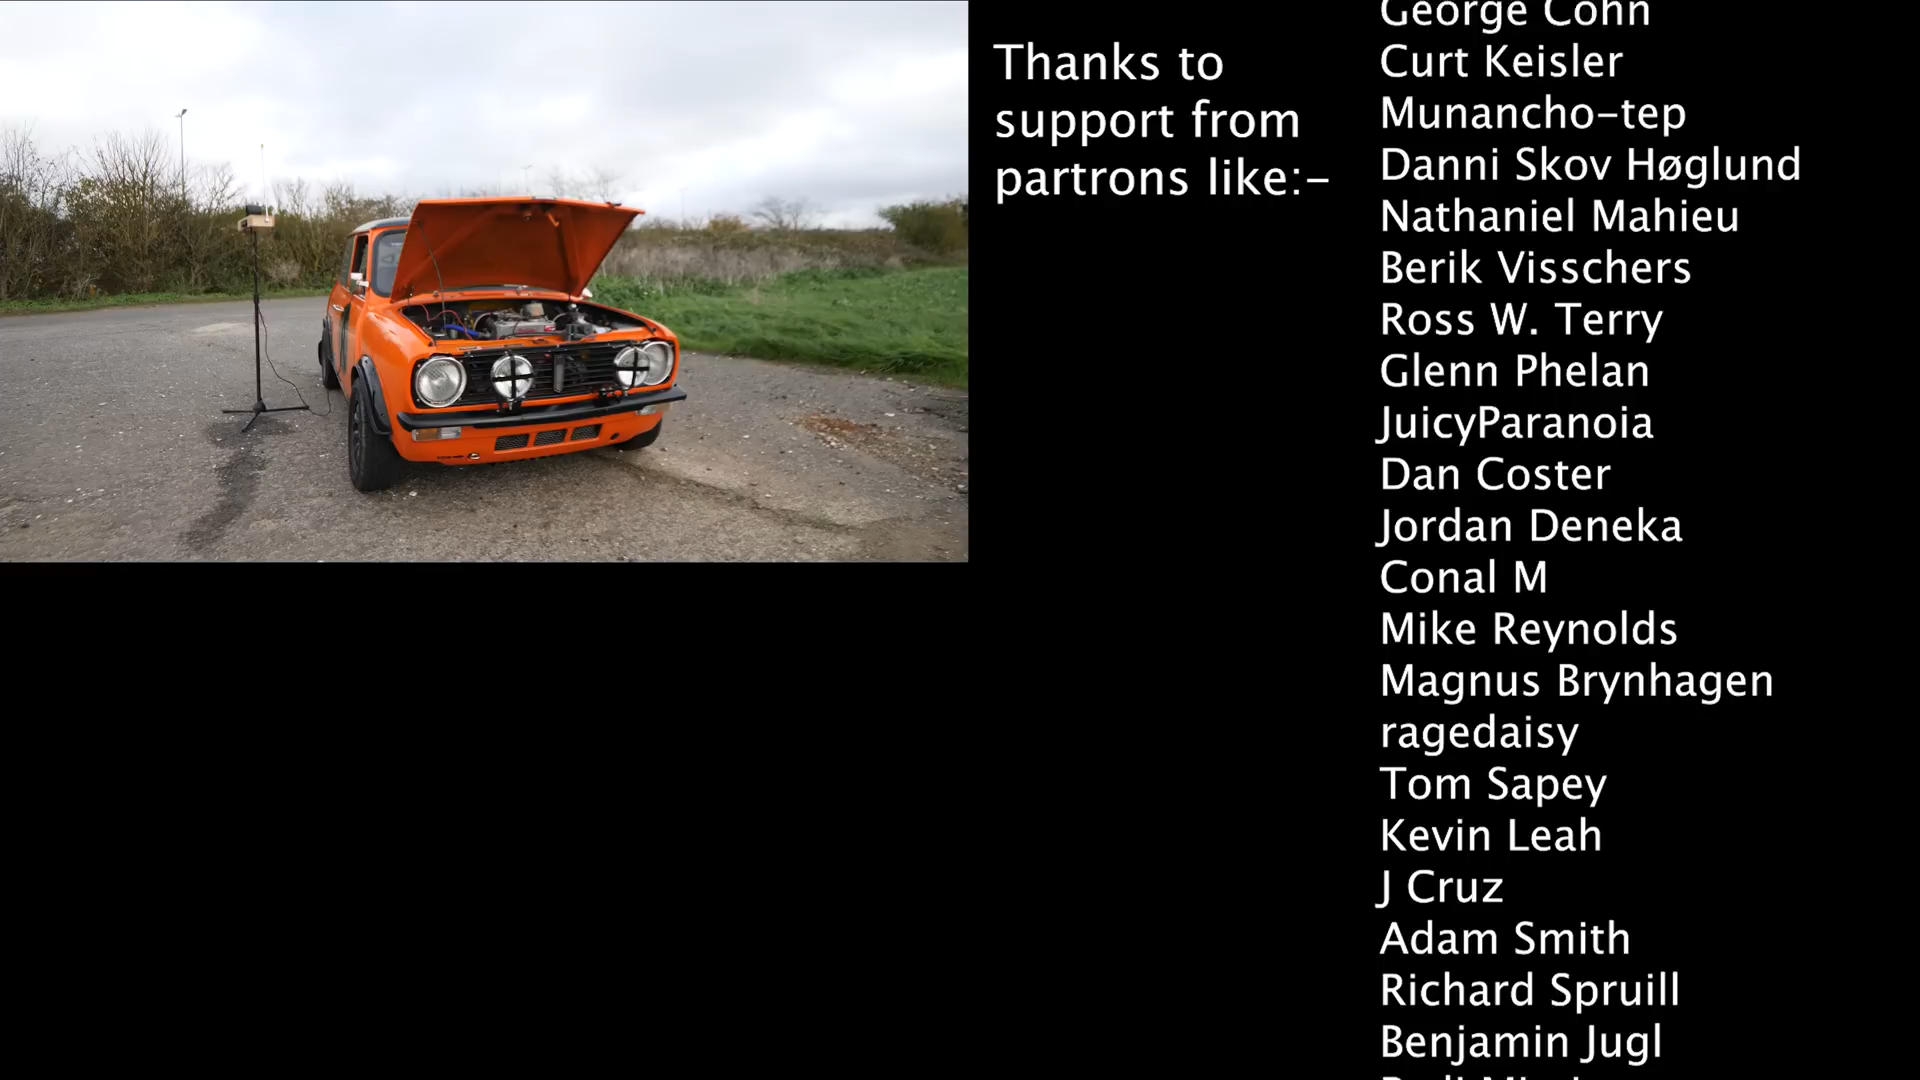 Thanks to
support from
partrons like:-
George Cohn
Curt Keisler
Munancho-tep
Danni Skov Høglund
Nathaniel Mahieu
Berik Visschers
Ross W. Terry
Glenn Phelan
JuicyParanoia
Dan Coster
Jordan Deneka
Conal M
Mike Reynolds
Magnus Brynhagen
ragedaisy
Tom Sapey
Kevin Leah
J Cruz
Adam Smith
Richard Spruill
Benjamin Jugl